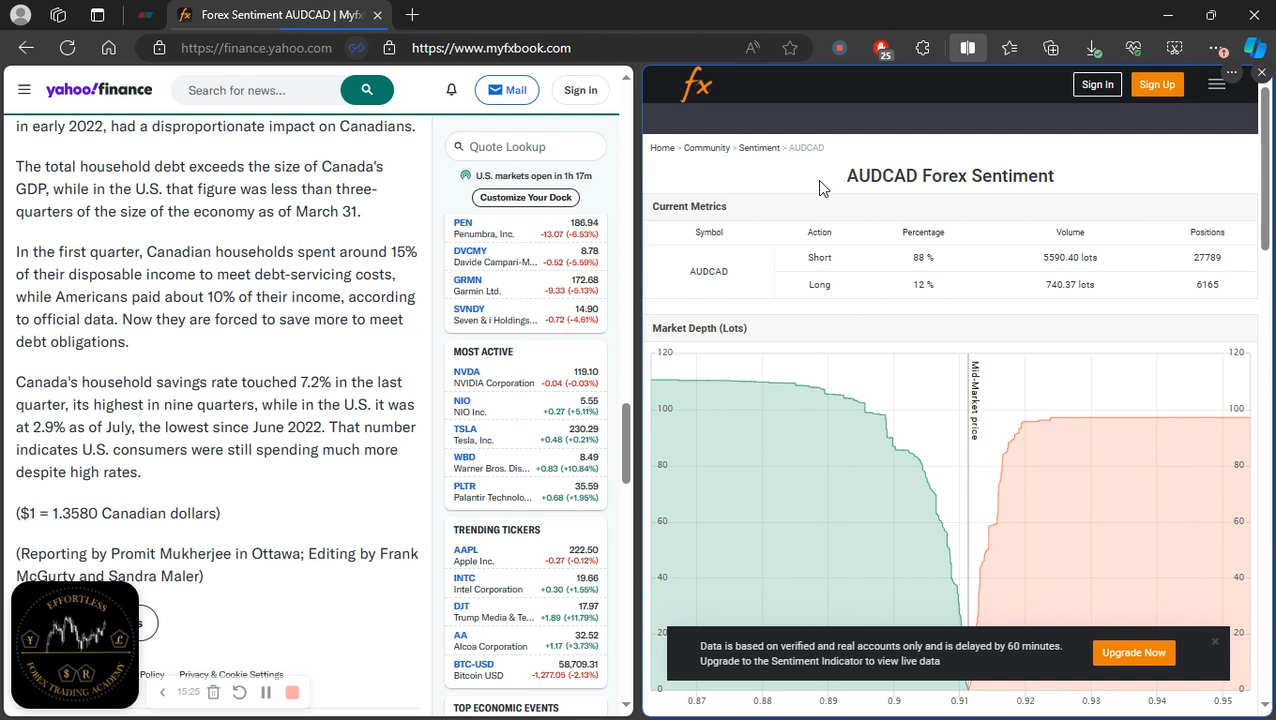 Forex Sentiment AUDCAD | Myfx
https://finance.yahoo.com
https://www.myfxbook.com
25
yahoo!finance
Search for news...
Mail
Sign in
in early 2022, had a disproportionate impact on Canadians.
The total household debt exceeds the size of Canada's
GDP, while in the U.S. that figure was less than three-
quarters of the size of the economy as of March 31.
In the first quarter, Canadian households spent around 15%
of their disposable income to meet debt-servicing costs,
while Americans paid about 10% of their income, according
to official data. Now they are forced to save more to meet
debt obligations.
Canada's household savings rate touched 7.2% in the last
quarter, its highest in nine quarters, while in the U.S. it was
at 2.9% as of July, the lowest since June 2022. That number
indicates U.S. consumers were still spending much more
despite high rates.
($1 = 1.3580 Canadian dollars)
(Reporting by Promit Mukherjee in Ottawa; Editing by Frank
McGurty and Sandra Maler)
s
Policy Privacy & Cookie Settings
EFFORTLESS
FOREX TRADING ACADEMY
¥ £ $ R
15:25
Quote Lookup
U.S. markets open in 1h 17m
Customize Your Dock
PEN 186.94
Penumbra, Inc. -13.07 (-6.53%)
DVCMY 8.78
Davide Campari-M... -0.52 (-5.59%)
GRMN 172.68
Garmin Ltd. -9.33 (-5.13%)
SVNDY 14.90
Seven & i Holdings... -0.72 (-4.61%)
MOST ACTIVE
NVDA 119.10
NVIDIA Corporation -0.04 (-0.03%)
NIO 5.55
NIO Inc. +0.27 (+5.11%)
TSLA 230.29
Tesla, Inc. +0.48 (+0.21%)
WBD 8.49
Warner Bros. Dis... +0.83 (+10.84%)
PLTR 35.59
Palantir Technolo... +0.68 (+1.95%)
TRENDING TICKERS
AAPL 222.50
Apple Inc. -0.27 (-0.12%)
INTC 19.66
Intel Corporation +0.30 (+1.55%)
DJT 17.97
Trump Media & Te... +1.89 (+11.79%)
AA 32.52
Alcoa Corporation +1.17 (+3.73%)
BTC-USD 58,709.31
Bitcoin USD -1,277.05 (-2.13%)
TOP ECONOMIC EVENTS
fx
Sign In
Sign Up
Home > Community > Sentiment > AUDCAD
AUDCAD Forex Sentiment
Current Metrics
Symbol Action Percentage Volume Positions
AUDCAD
Short 88 % 5590.40 lots 27789
Long 12 % 740.37 lots 6165
Market Depth (Lots)
120 120
100 100
80 80
60 60
40 40
20
0 0
Mid-Market price
Data is based on verified and real accounts only and is delayed by 60 minutes.
Upgrade to the Sentiment Indicator to view live data
Upgrade Now
0.87 0.88 0.89 0.9 0.91 0.92 0.93 0.94 0.95